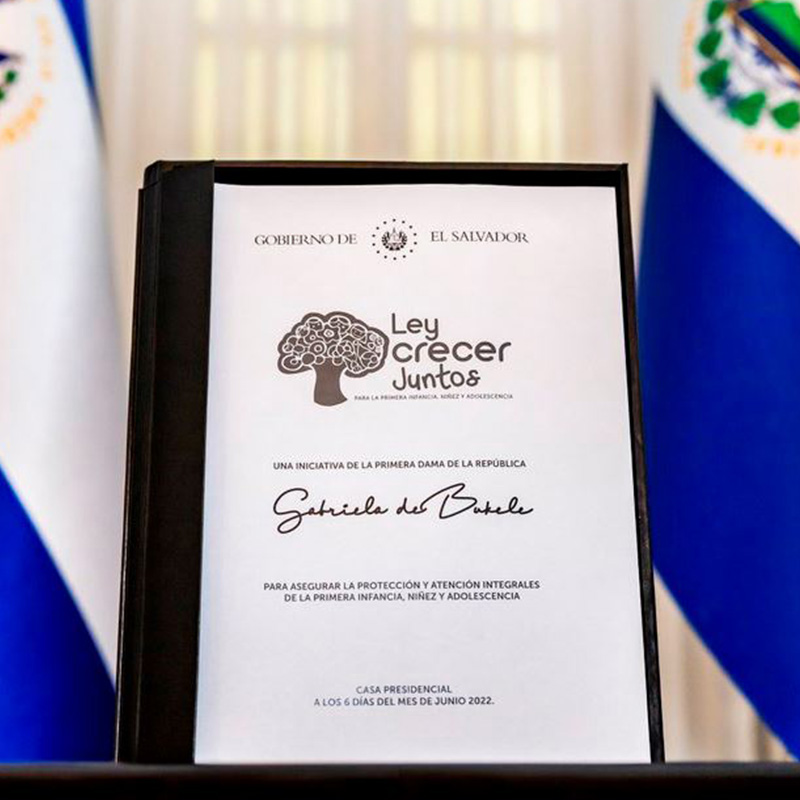 GOBIERNO DE EL SALVADOR
Ley
crecer
Juntos
PARA LA PRIMERA INFANCIA, NIÑEZ Y ADOLESCENCIA
UNA INICIATIVA DE LA PRIMERA DAMA DE LA REPÚBLICA
Gabriela de Bukele
PARA ASEGURAR LA PROTECCIÓN Y ATENCIÓN INTEGRALES
DE LA PRIMERA INFANCIA, NIÑEZ Y ADOLESCENCIA
CASA PRESIDENCIAL
A LOS 6 DÍAS DEL MES DE JUNIO 2022.